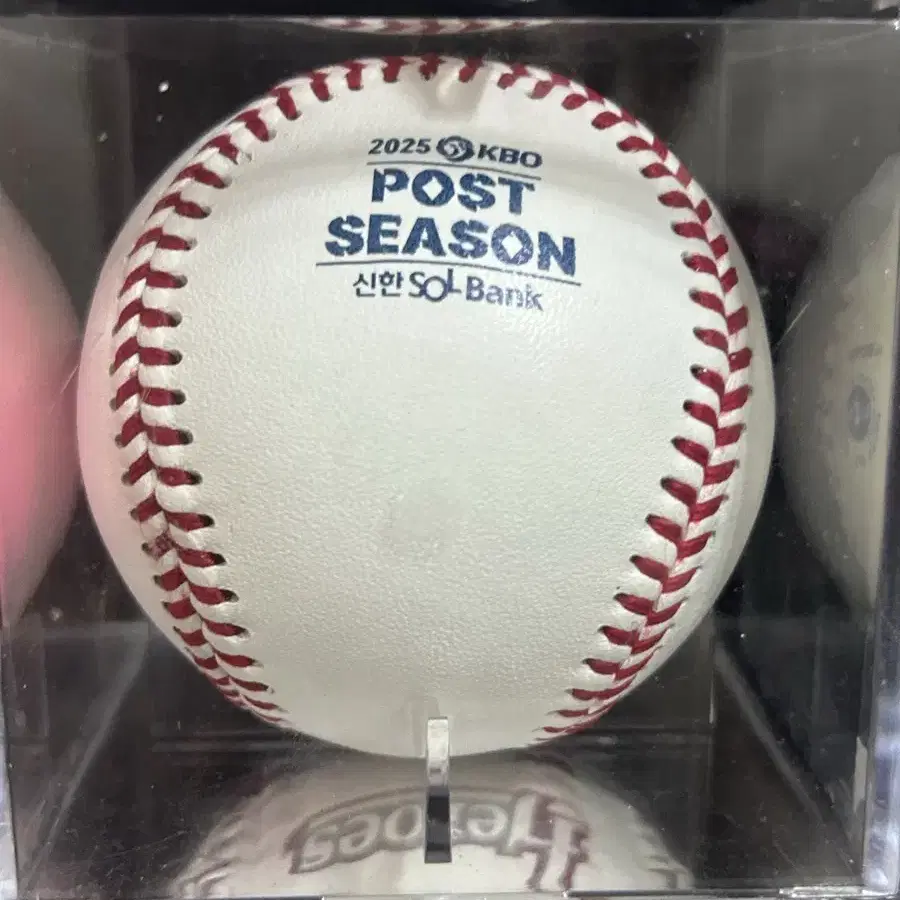 2025 KBO
POST
SEASON
신한 SOL Bank
Heroes